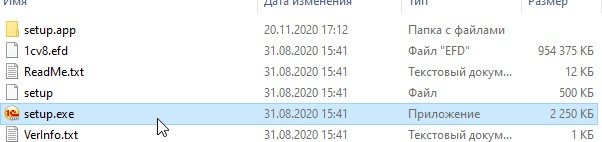 Имя Дата изменения Тип Размер
setup.app 20.11.2020 17:12 Папка с файлами
1cv8.efd 31.08.2020 15:41 Файл "EFD" 954 375 КБ
ReadMe.txt 31.08.2020 15:41 Текстовый докум... 12 КБ
setup 31.08.2020 15:41 Файл 500 КБ
setup.exe 31.08.2020 15:41 Приложение 2 250 КБ
VerInfo.txt 31.08.2020 15:41 Текстовый докум... 1 КБ